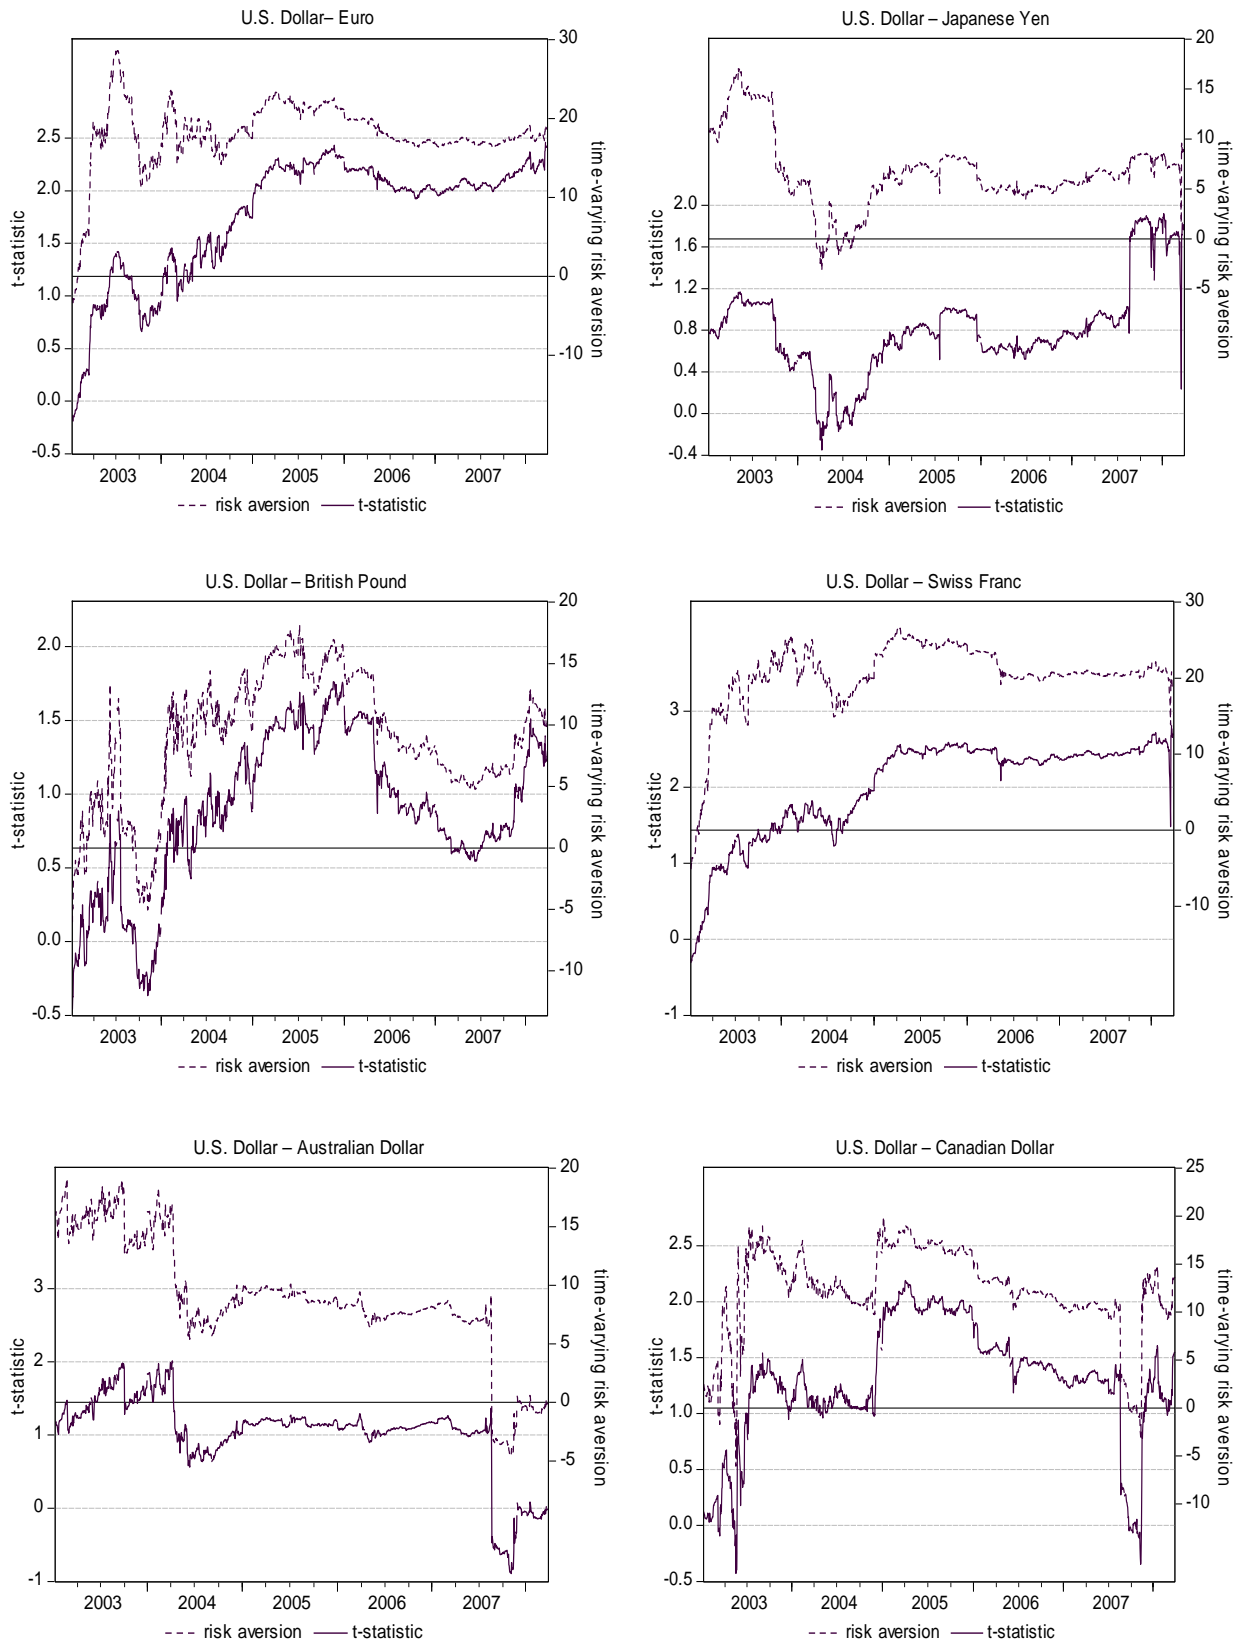 U.S. Dollar– Euro
30
20
10
0
-10
2.5
2.0
1.5
1.0
0.5
0.0
-0.5
t-statistic
time-varying risk aversion
2003 2004 2005 2006 2007
risk aversion t-statistic
U.S. Dollar – Japanese Yen
20
15
10
5
0
-5
2.0
1.6
1.2
0.8
0.4
0.0
-0.4
t-statistic
time-varying risk aversion
2003 2004 2005 2006 2007
risk aversion t-statistic
U.S. Dollar – British Pound
20
15
10
5
0
-5
-10
2.0
1.5
1.0
0.5
0.0
-0.5
t-statistic
time-varying risk aversion
2003 2004 2005 2006 2007
risk aversion t-statistic
U.S. Dollar – Swiss Franc
30
20
10
0
-10
3
2
1
0
-1
t-statistic
time-varying risk aversion
2003 2004 2005 2006 2007
risk aversion t-statistic
U.S. Dollar – Australian Dollar
20
15
10
5
0
-5
3
2
1
0
-1
t-statistic
time-varying risk aversion
2003 2004 2005 2006 2007
risk aversion t-statistic
U.S. Dollar – Canadian Dollar
25
20
15
10
5
0
-5
-10
2.5
2.0
1.5
1.0
0.5
0.0
-0.5
t-statistic
time-varying risk aversion
2003 2004 2005 2006 2007
risk aversion t-statistic